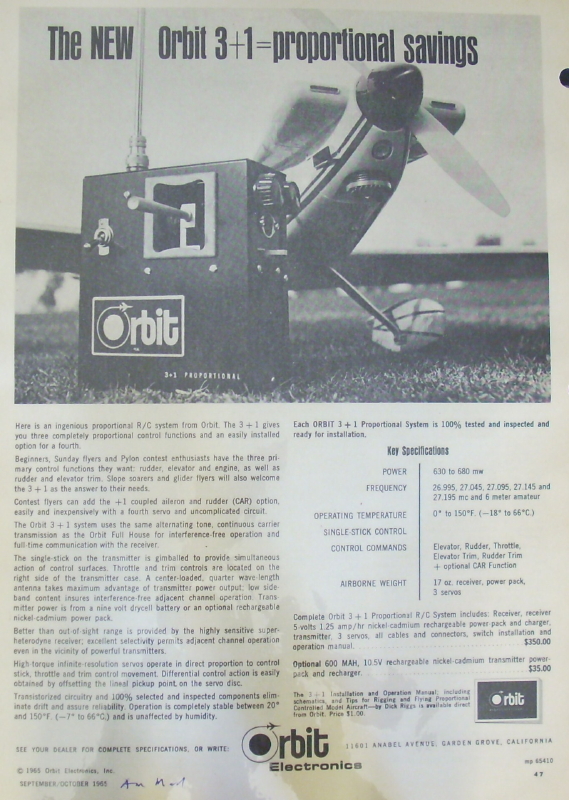 The NEW Orbit 3+1=proportional savings
Orbit
3+1 PROPORTIONAL
Here is an ingenious proportional R/C system from Orbit. The 3 + 1 gives
you three completely proportional control functions and an easily installed
option for a fourth.
Beginners, Sunday flyers and Pylon contest enthusiasts have the three pri-
mary control functions they want: rudder, elevator and engine, as well as
rudder and elevator trim. Slope soarers and glider flyers will also welcome
the 3 + 1 as the answer to their needs.
Contest flyers can add the +1 coupled aileron and rudder (CAR) option,
easily and inexpensively with a fourth servo and uncomplicated circuit.
The Orbit 3 + 1 system uses the same alternating tone, continuous carrier
transmission as the Orbit Full House for interference-free operation and
full-time communication with the receiver.
The single-stick on the transmitter is gimballed to provide simultaneous
action of control surfaces. Throttle and trim controls are located on the
right side of the transmitter case. A center-loaded, quarter wave-length
antenna takes maximum advantage of transmitter power output; low side-
band content insures interference-free adjacent channel operation. Trans-
mitter power is from a nine volt drycell battery or an optional rechargeable
nickel-cadmium power pack.
Better than out-of-sight range is provided by the highly sensitive super-
heterodyne receiver; excellent selectivity permits adjacent channel operation
even in the vicinity of powerful transmitters.
High-torque infinite-resolution servos operate in direct proportion to control
stick, throttle and trim control movement. Differential control action is easily
obtained by offsetting the lineal pickup point on the servo disc.
Transistorized circuitry and 100% selected and inspected components elim-
inate drift and assure reliability. Operation is completely stable between 20°
and 150°F. (−7° to 66°C.) and is unaffected by humidity.
Each ORBIT 3 + 1 Proportional System is 100% tested and inspected and
ready for installation.
Key Specifications
POWER 630 to 680 mw
FREQUENCY 26.995, 27.045, 27.095, 27.145 and
27.195 mc and 6 meter amateur
OPERATING TEMPERATURE 0° to 150°F. (−18° to 66°C.)
SINGLE-STICK CONTROL
CONTROL COMMANDS Elevator, Rudder, Throttle,
Elevator Trim, Rudder Trim
+ optional CAR Function
AIRBORNE WEIGHT 17 oz. receiver, power pack,
3 servos
Complete Orbit 3 + 1 Proportional R/C System includes: Receiver, receiver
5-volts 1.25 amp/hr nickel-cadmium rechargeable power-pack and charger,
transmitter, 3 servos, all cables and connectors, switch installation and
operation manual. $350.00
Optional 600 MAH, 10.5V rechargeable nickel-cadmium transmitter power-
pack and recharger. $35.00
The 3 + 1 Installation and Operation Manual, including
schematics, and Tips for Rigging and Flying Proportional
Controlled Model Aircraft—by Dick Riggs is available direct
from Orbit. Price $1.00.
Orbit
SEE YOUR DEALER FOR COMPLETE SPECIFICATIONS, OR WRITE:
Orbit
Electronics
11601 ANABEL AVENUE, GARDEN GROVE, CALIFORNIA
© 1965 Orbit Electronics, Inc.
mp 65410
SEPTEMBER/OCTOBER 1965
47